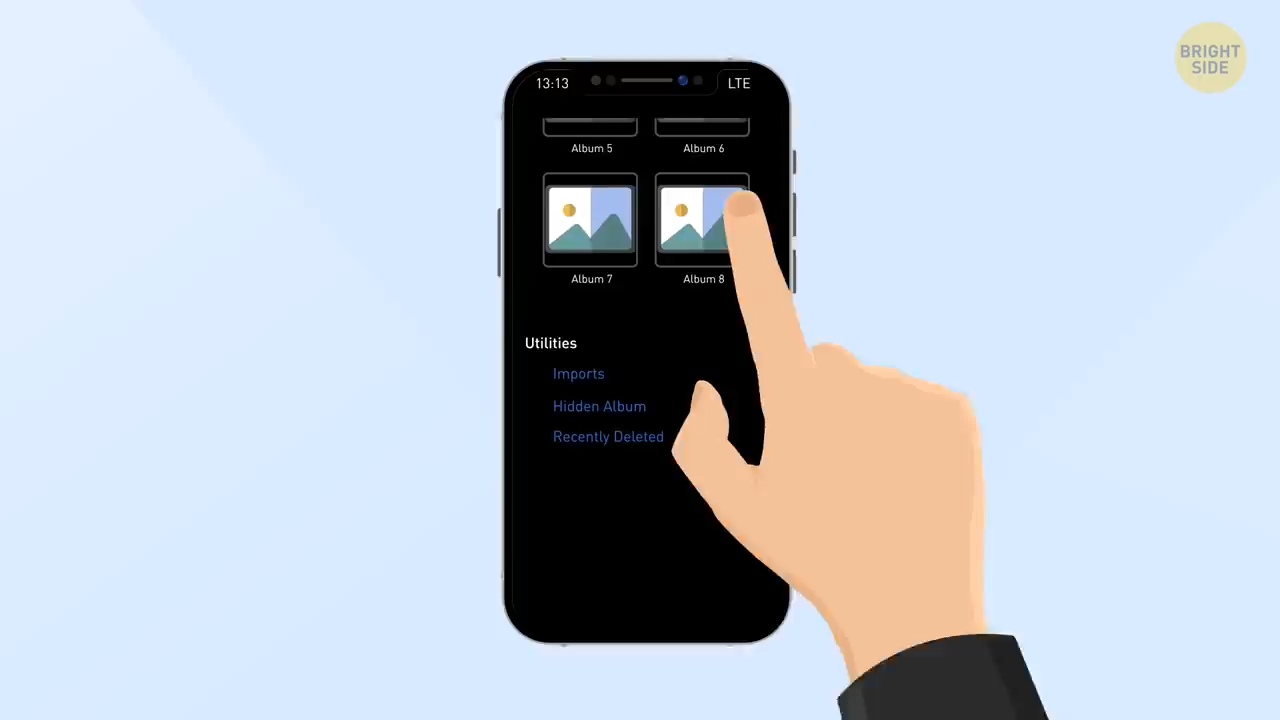 BRIGHT
SIDE
13:13
LTE
Album 5
Album 6
Album 7
Album 8
Utilities
Imports
Hidden Album
Recently Deleted